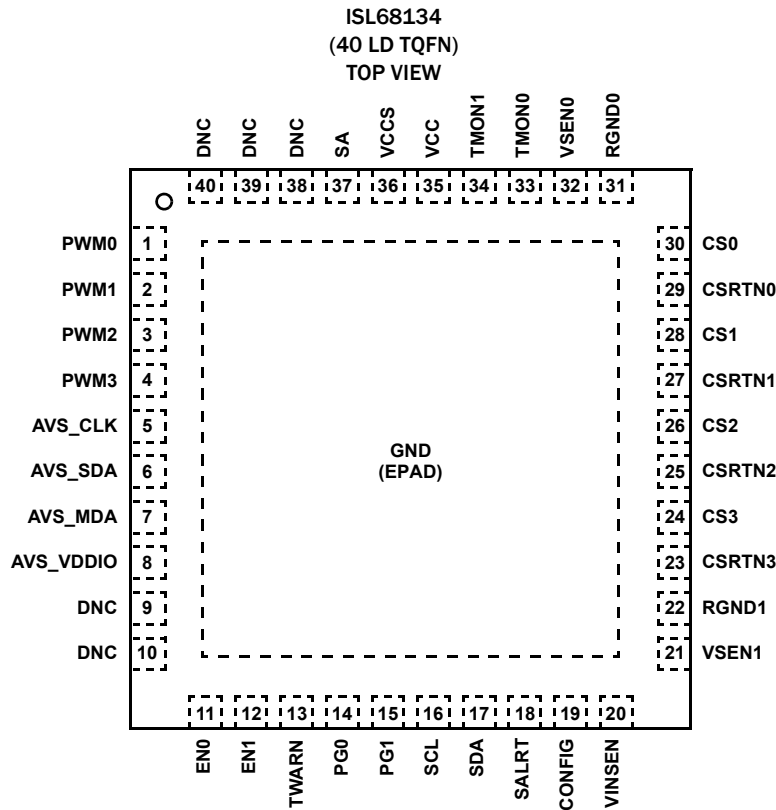 ISL68134
(40 LD TQFN)
TOP VIEW
DNC
DNC
DNC
SA
VCCS
VCC
TMON1
TMON0
VSEN0
RGND0
40 39 38 37 36 35 34 33 32 31
PWM0 1 30 CS0
PWM1 2 29 CSRTN0
PWM2 3 28 CS1
PWM3 4 27 CSRTN1
AVS_CLK 5 26 CS2
AVS_SDA 6 25 CSRTN2
AVS_MDA 7 24 CS3
AVS_VDDIO 8 23 CSRTN3
DNC 9 22 RGND1
DNC 10 21 VSEN1
GND
(EPAD)
11 12 13 14 15 16 17 18 19 20
EN0
EN1
TWARN
PG0
PG1
SCL
SDA
SALRT
CONFIG
VINSEN